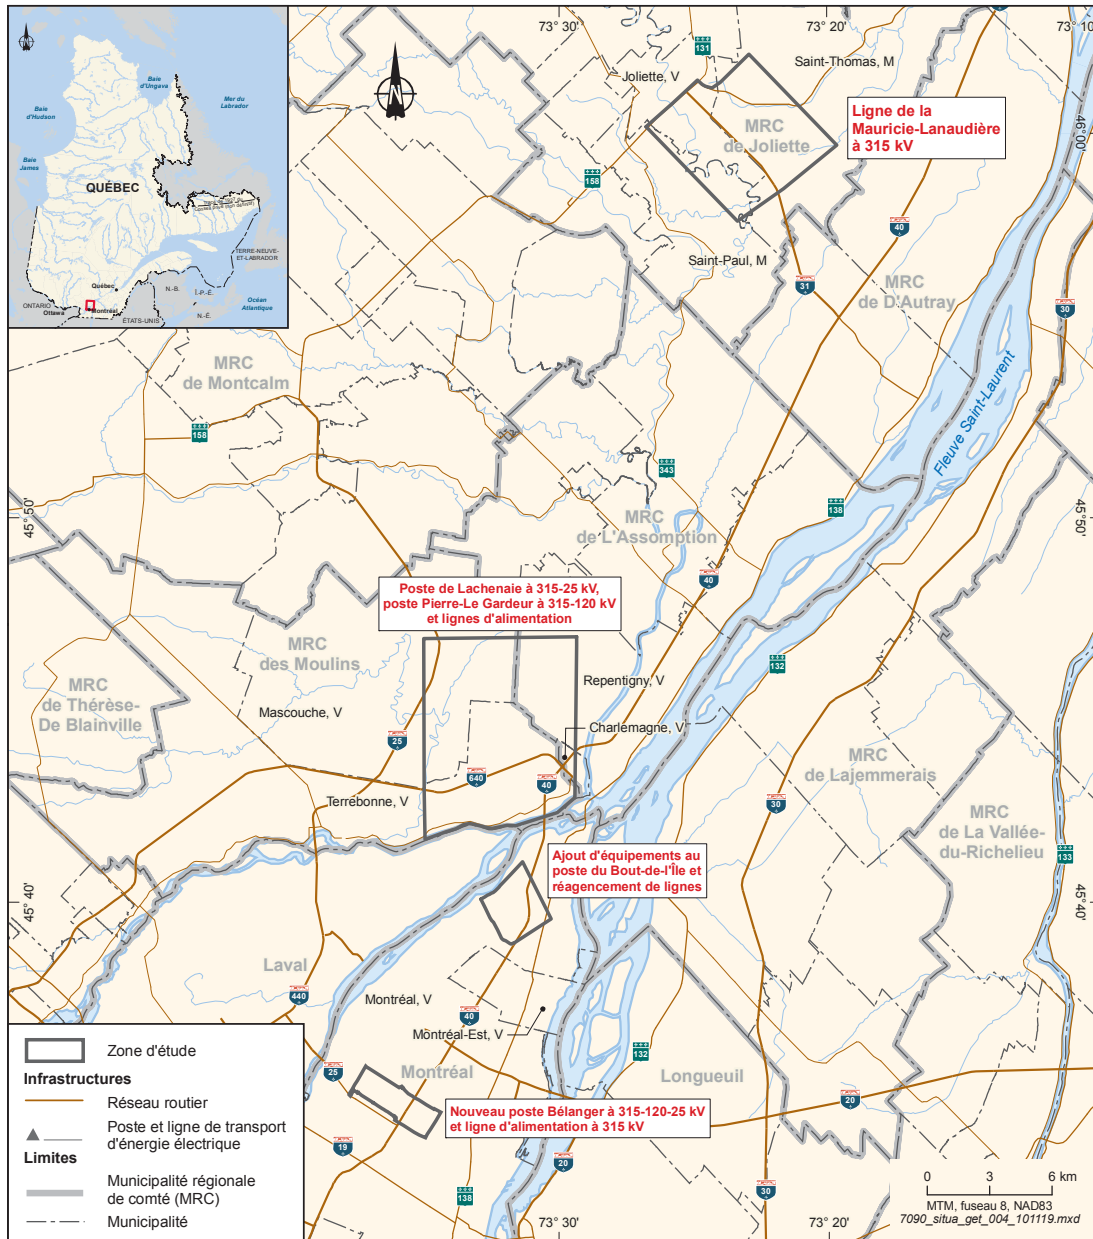 73° 30'
73° 20'
73° 10'
Baie
d'Ungava
Mer du
Labrador
Baie
d'Hudson
Baie
James
QUÉBEC
TERRE-NEUVE-
ET-LABRADOR
Québec
N.-B.
Î.-P.-É.
N.-É.
ONTARIO
Ottawa
Montréal
ÉTATS-UNIS
Océan
Atlantique
N
131
Joliette, V
Saint-Thomas, M
MRC
de Joliette
Ligne de la
Mauricie-Lanaudière
à 315 kV
46° 00'
158
40
Saint-Paul, M
31
MRC
de D'Autray
30
MRC
de Montcalm
158
Fleuve Saint-Laurent
343
138
45° 50'
45° 50'
MRC
de L'Assomption
40
Poste de Lachenaie à 315-25 kV,
poste Pierre-Le Gardeur à 315-120 kV
et lignes d'alimentation
MRC
des Moulins
132
MRC
de Thérèse-
De Blainville
Repentigny, V
Mascouche, V
Charlemagne, V
25
640
40
MRC
de Lajemmerais
Terrebonne, V
30
MRC
de La Vallée-
du-Richelieu
133
Ajout d'équipements au
poste du Bout-de-l'Île et
réagencement de lignes
45° 40'
45° 40'
Laval
440
Montréal, V
40
Montréal-Est, V
132
25
Montréal
Longueuil
20
Nouveau poste Bélanger à 315-120-25 kV
et ligne d'alimentation à 315 kV
19
20
138
30
Zone d'étude
Infrastructures
Réseau routier
Poste et ligne de transport
d'énergie électrique
Limites
Municipalité régionale
de comté (MRC)
Municipalité
0 3 6 km
MTM, fuseau 8, NAD83
7090_situa_get_004_101119.mxd
73° 30'
73° 20'